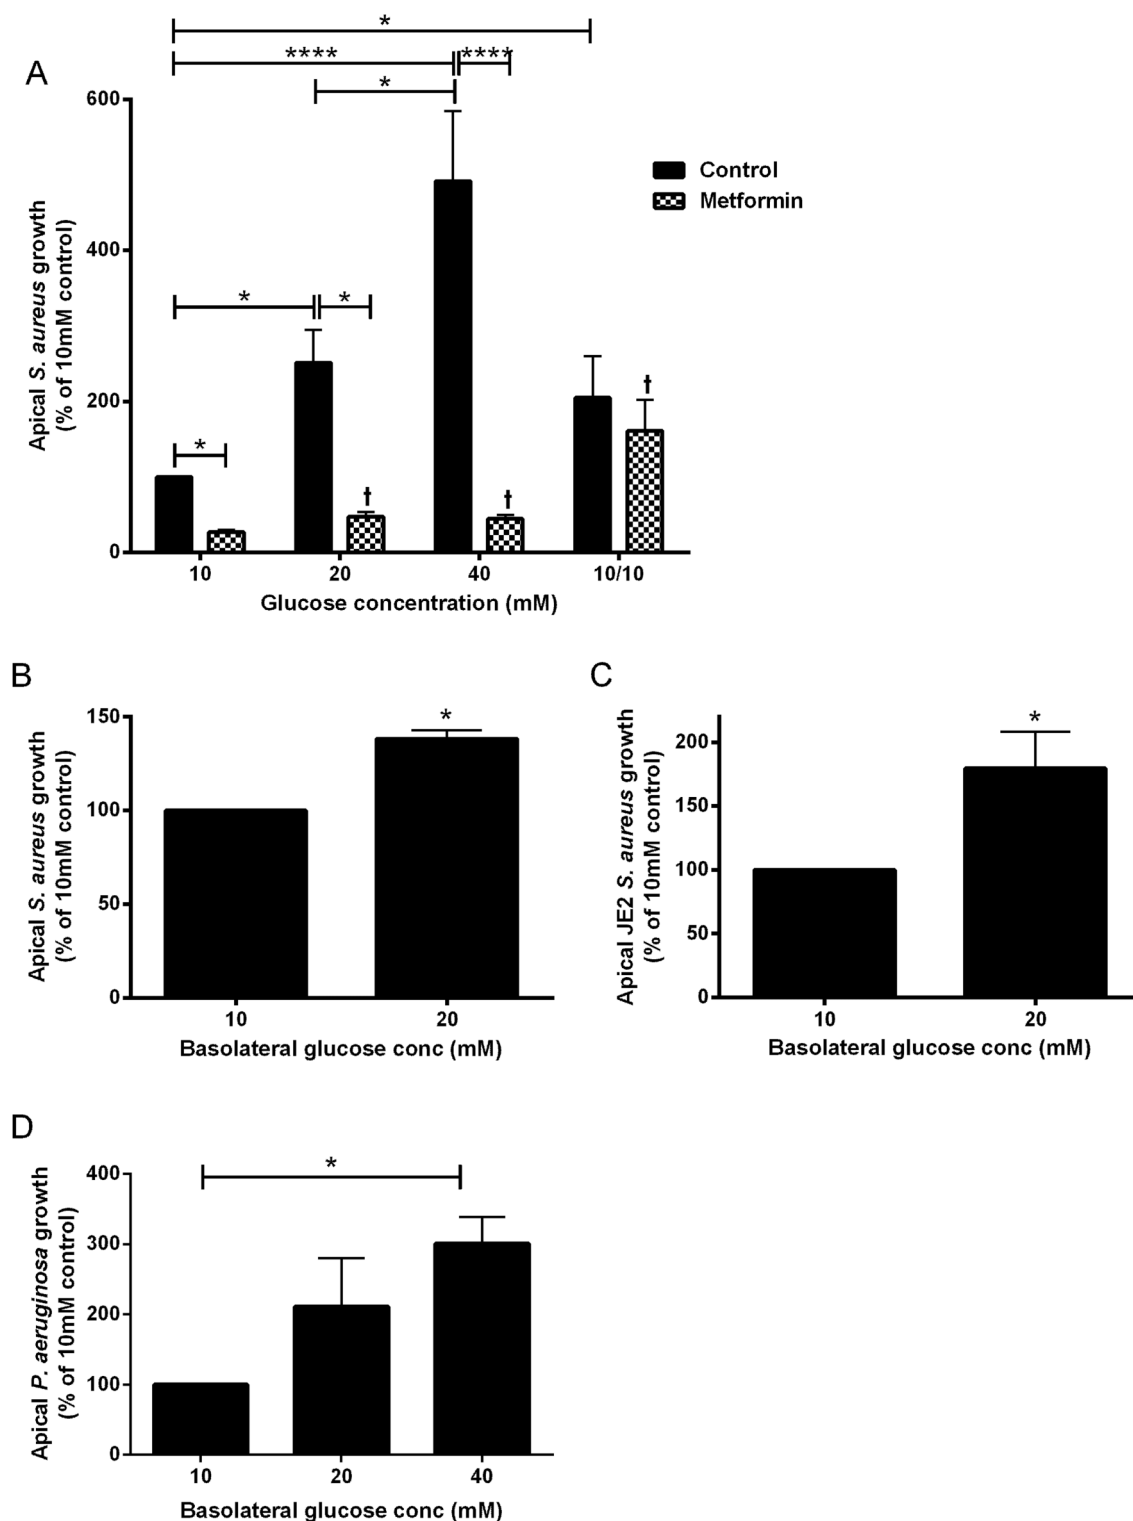 *
**** ****
*
A
600
400
200
0
Apical S. aureus growth
(% of 10mM control)
Control
Metformin
* *
*
†
†
†
10 20 40 10/10
Glucose concentration (mM)
B
150
100
50
0
Apical S. aureus growth
(% of 10mM control)
*
10 20
Basolateral glucose conc (mM)
C
200
150
100
50
0
Apical JE2 S. aureus growth
(% of 10mM control)
*
10 20
Basolateral glucose conc (mM)
D
400
300
200
100
0
Apical P. aeruginosa growth
(% of 10mM control)
*
10 20 40
Basolateral glucose conc (mM)